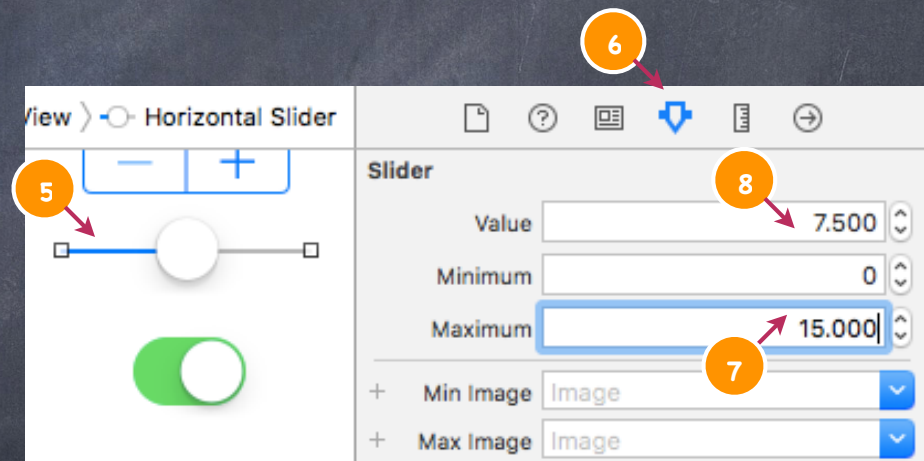 6
View 〉 Horizontal Slider
?
Slider
5
8
Value 7.500
Minimum 0
Maximum 15.000
7
+ Min Image Image
+ Max Image Image